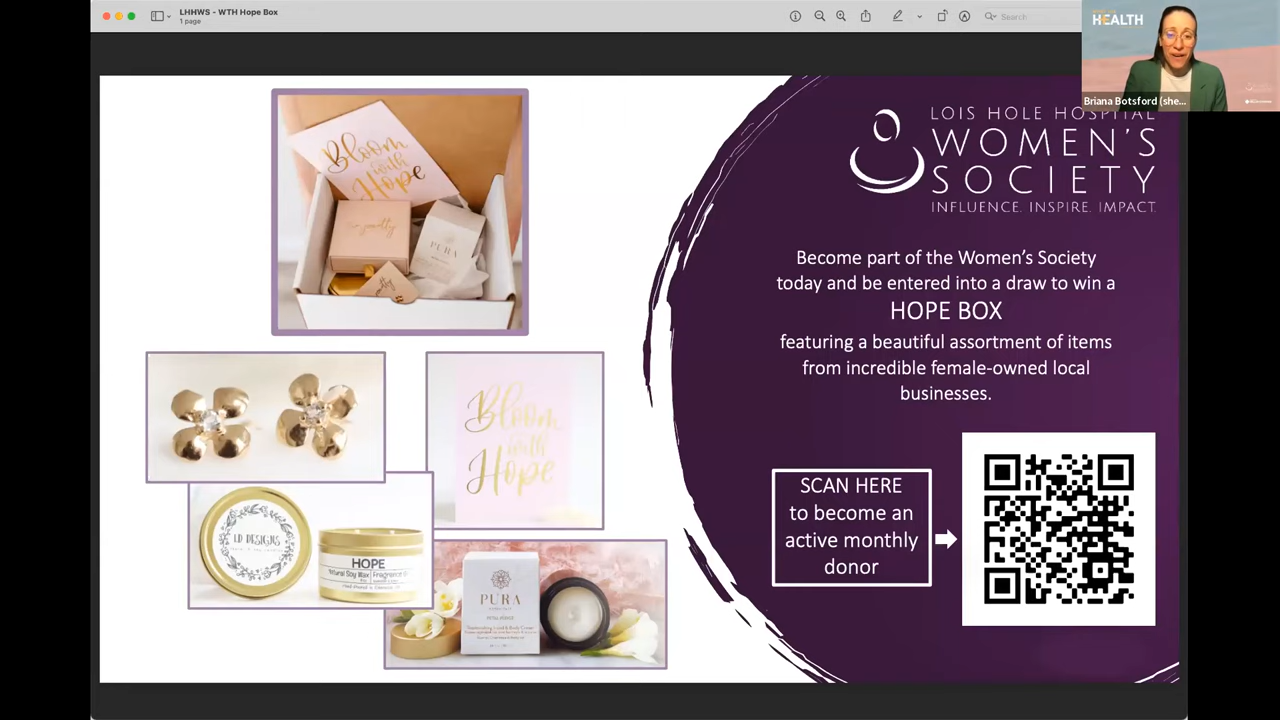 LHHWS - WTH Hope Box
1 page
Search
HEALTH
Briana Botsford (she...
Bloom
with
Hope
PURA
LOIS HOLE HOSPITAL
WOMEN'S
SOCIETY
INFLUENCE. INSPIRE. IMPACT.
Become part of the Women's Society
today and be entered into a draw to win a
HOPE BOX
featuring a beautiful assortment of items
from incredible female-owned local
businesses.
SCAN HERE
to become an
active monthly
donor
Bloom
with
Hope
LD DESIGNS
HOPE
Natural Soy Wax
PURA